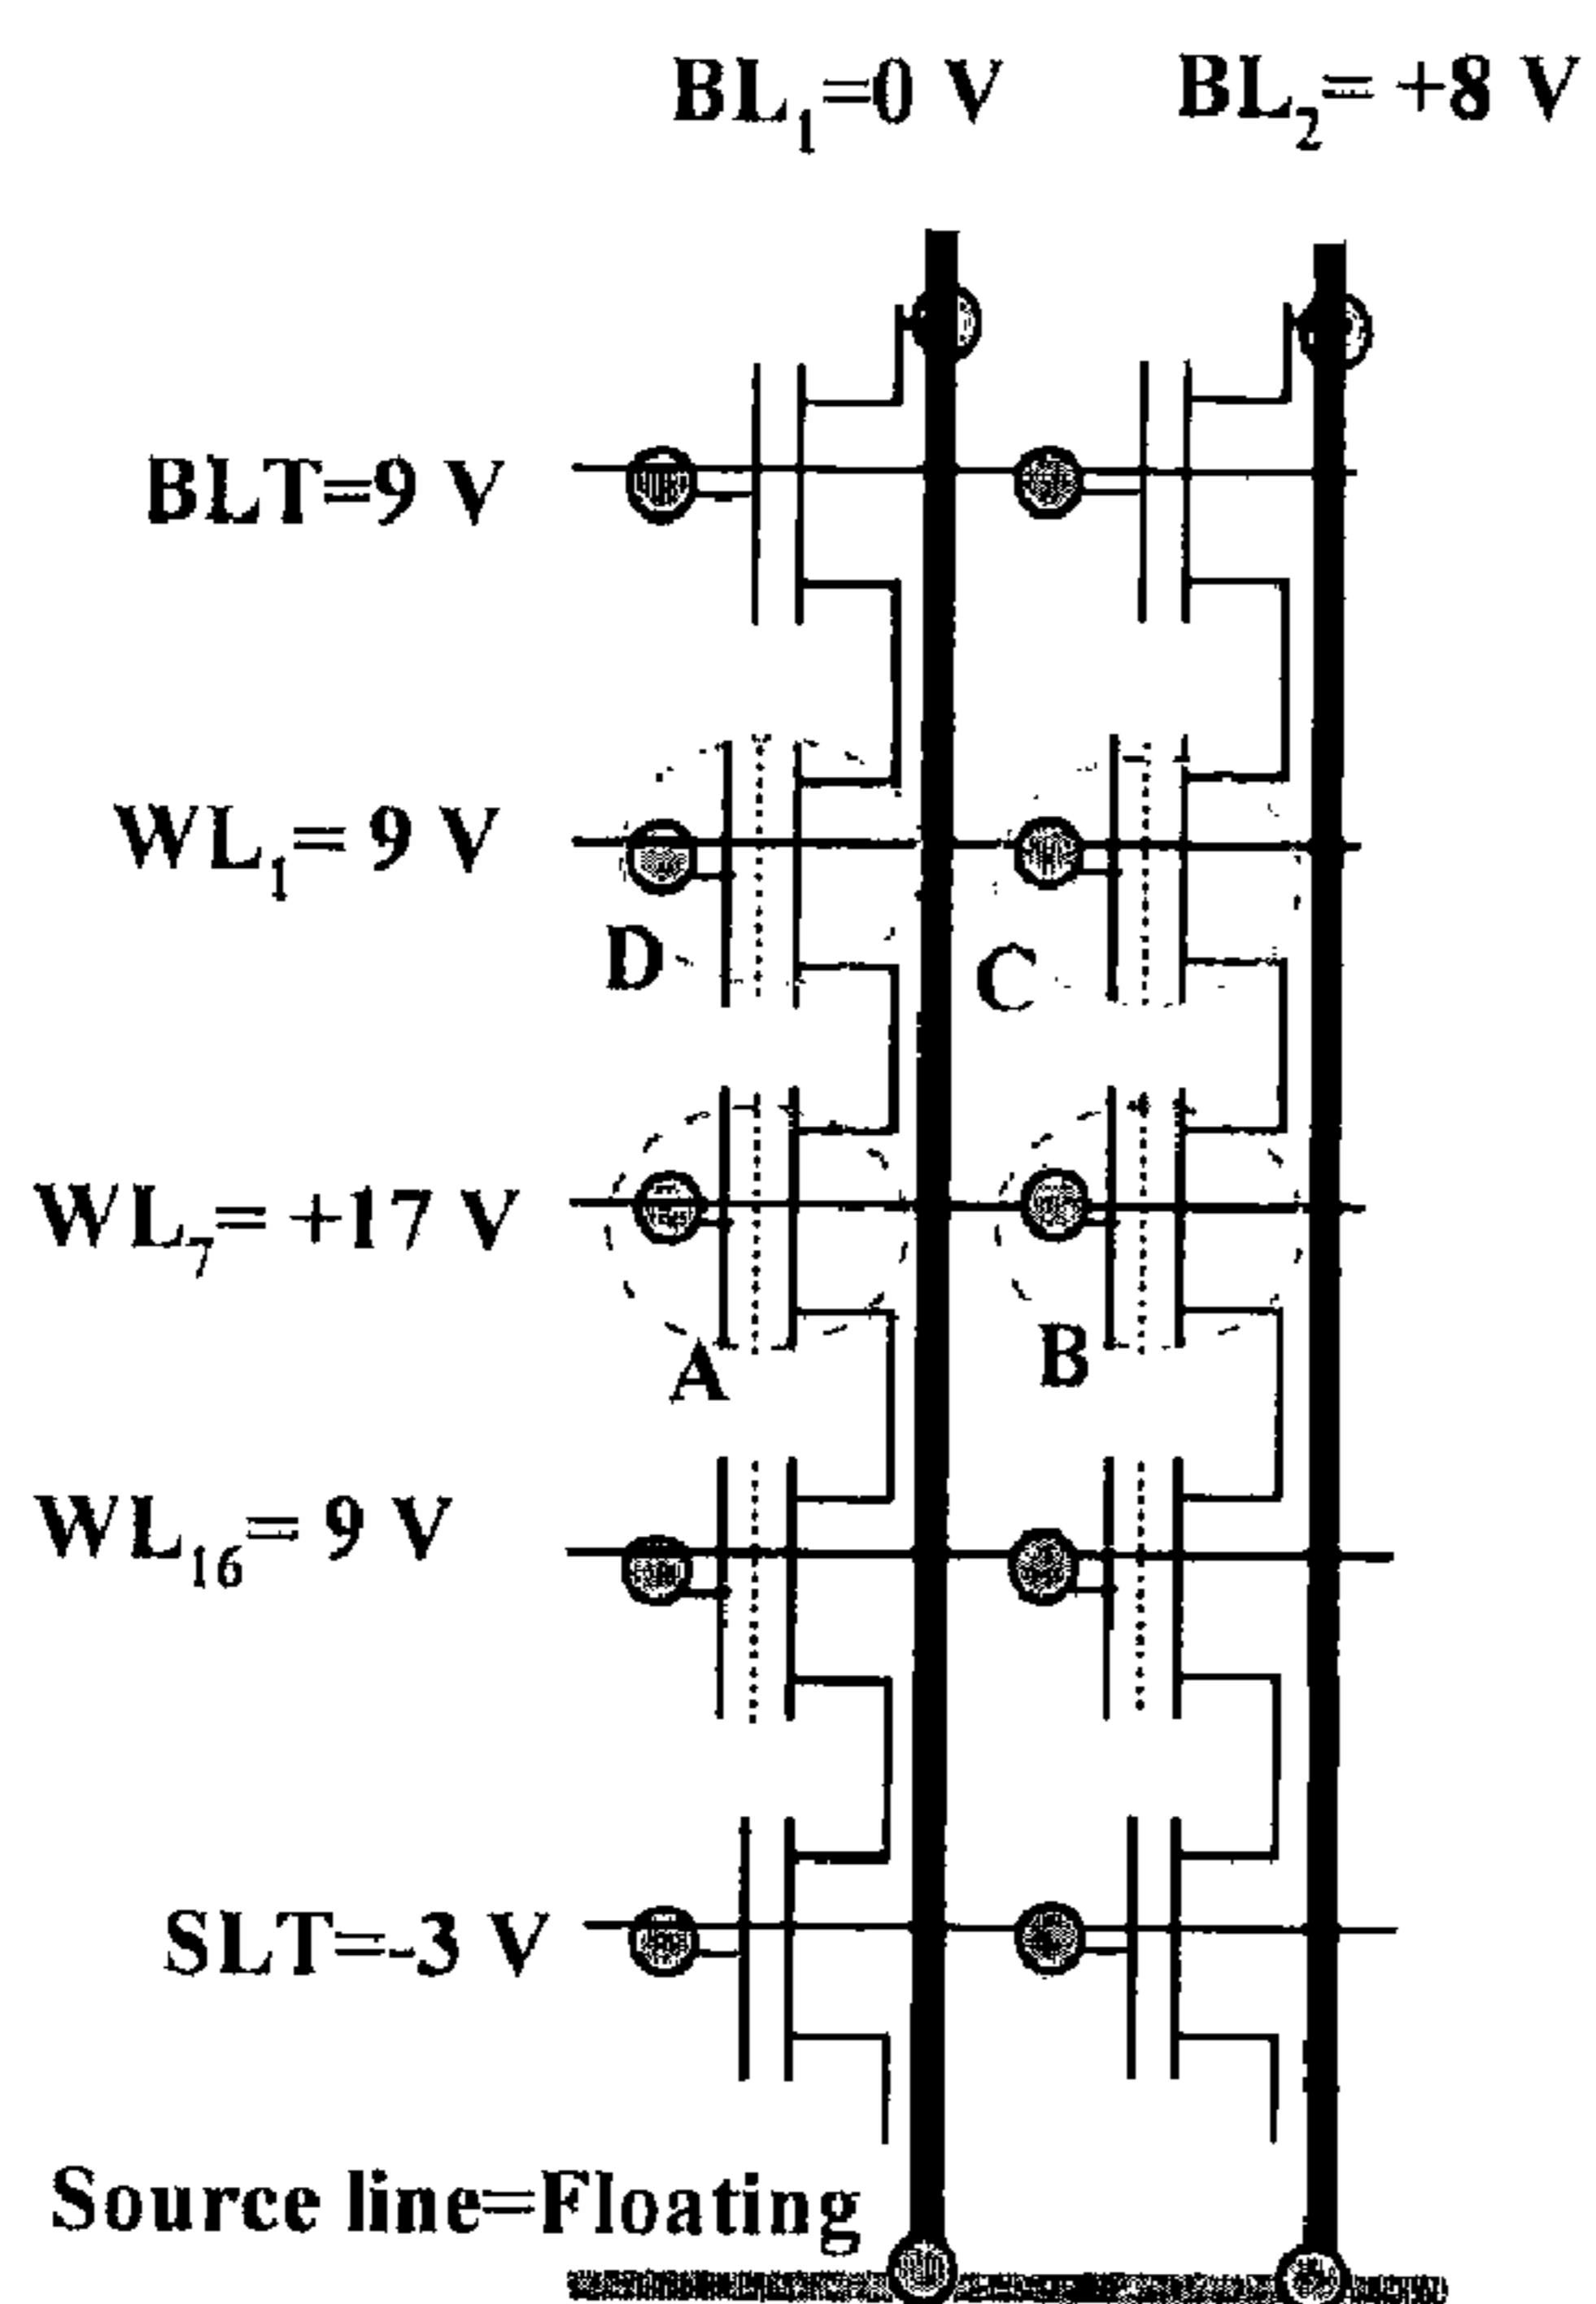 BL₁=0 V BL₂= +8 V
BLT=9 V
WL₁= 9 V
D C
WL₇= +17 V
A B
WL₁₆= 9 V
SLT=-3 V
Source line=Floating